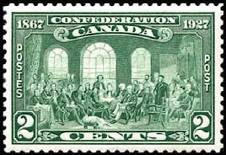 CONFEDERATION
1867 CANADA 1927
POSTES POST
2 CENTS 2